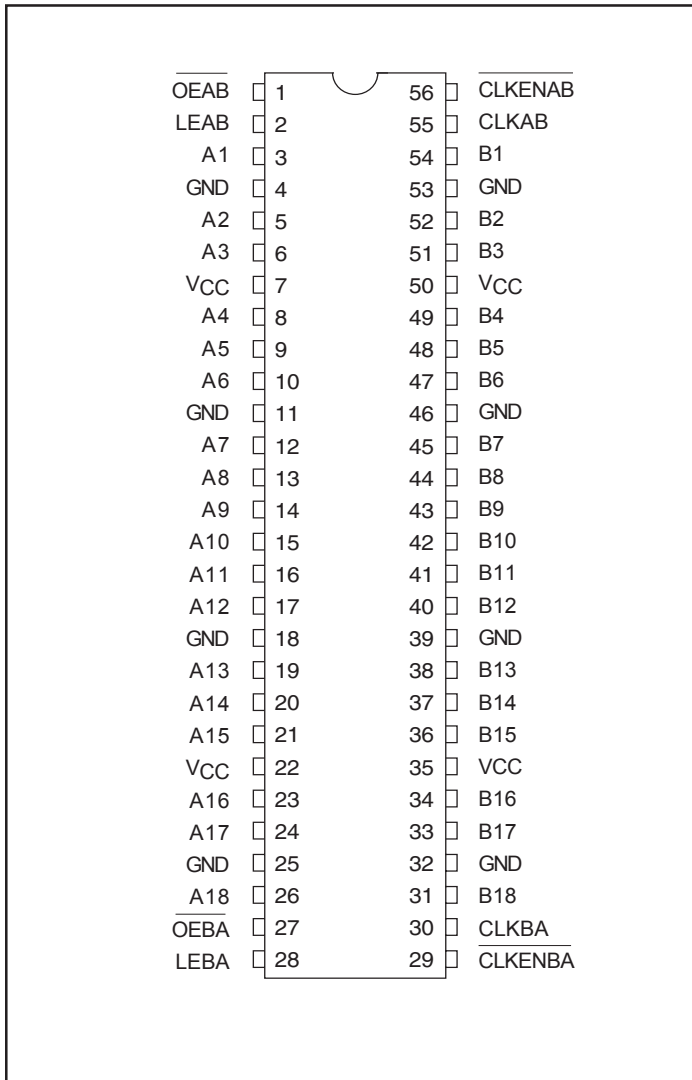 OEAB 1 56 CLKENAB
LEAB 2 55 CLKAB
A1 3 54 B1
GND 4 53 GND
A2 5 52 B2
A3 6 51 B3
VCC 7 50 VCC
A4 8 49 B4
A5 9 48 B5
A6 10 47 B6
GND 11 46 GND
A7 12 45 B7
A8 13 44 B8
A9 14 43 B9
A10 15 42 B10
A11 16 41 B11
A12 17 40 B12
GND 18 39 GND
A13 19 38 B13
A14 20 37 B14
A15 21 36 B15
VCC 22 35 VCC
A16 23 34 B16
A17 24 33 B17
GND 25 32 GND
A18 26 31 B18
OEBA 27 30 CLKBA
LEBA 28 29 CLKENBA